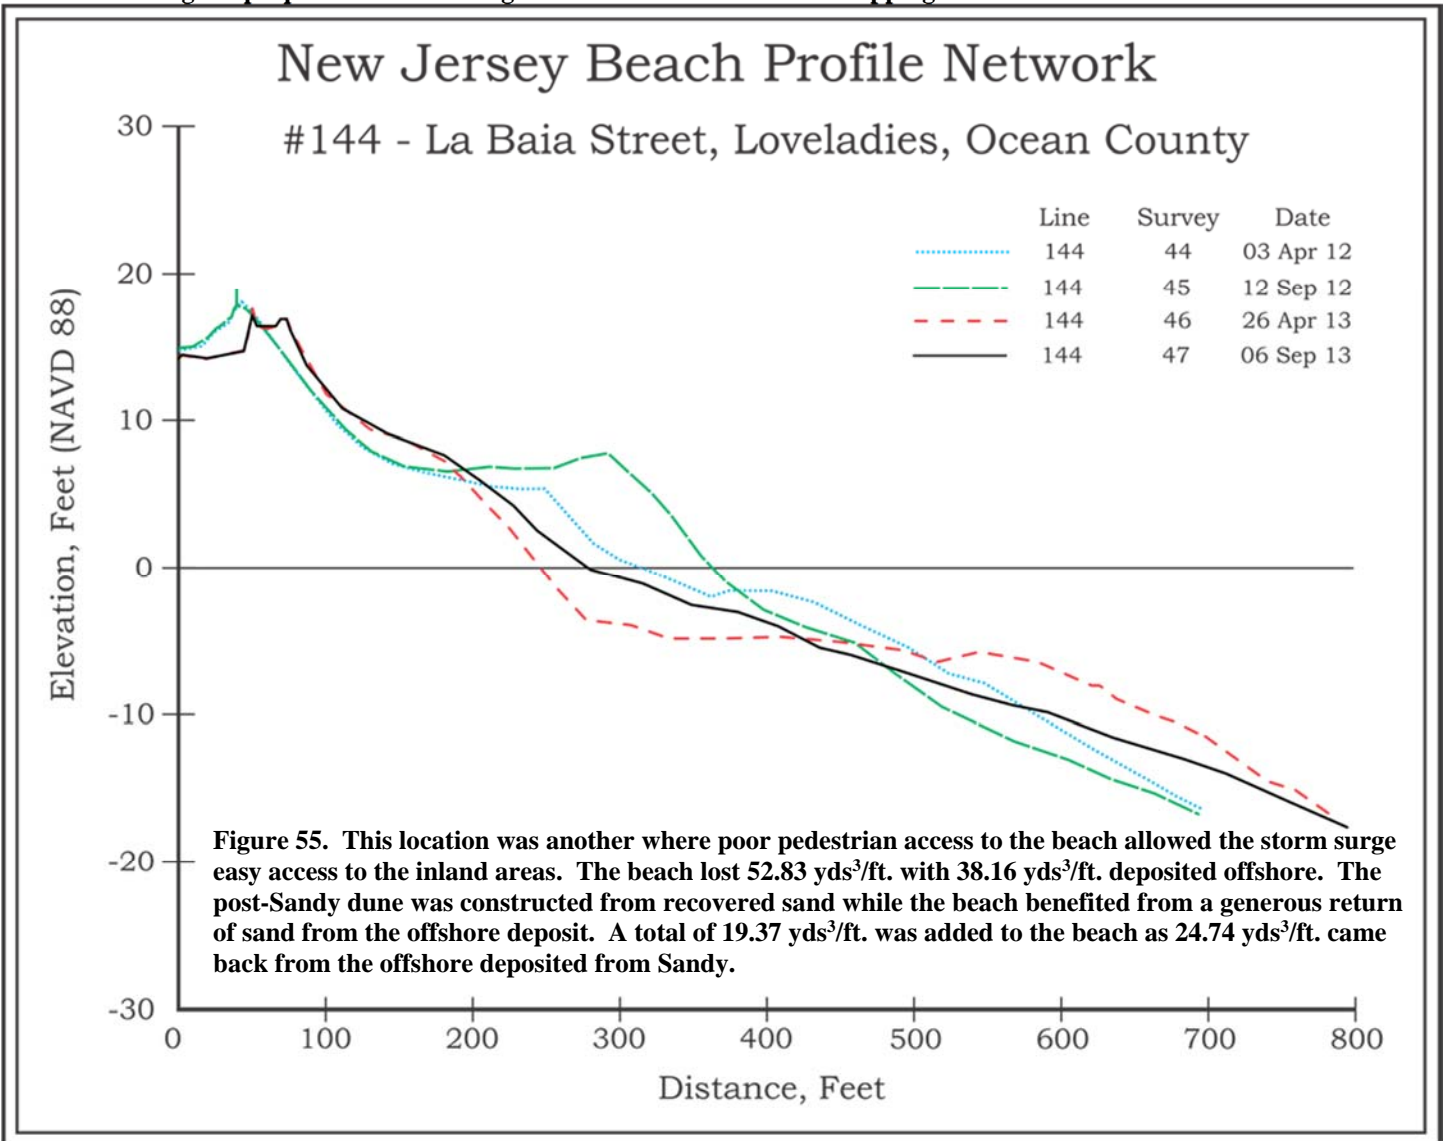 New Jersey Beach Profile Network
#144 - La Baia Street, Loveladies, Ocean County
Line Survey Date
144 44 03 Apr 12
144 45 12 Sep 12
144 46 26 Apr 13
144 47 06 Sep 13
Elevation, Feet (NAVD 88)
30
20
10
0
-10
-20
-30
Figure 55. This location was another where poor pedestrian access to the beach allowed the storm surge
easy access to the inland areas. The beach lost 52.83 yds³/ft. with 38.16 yds³/ft. deposited offshore. The
post-Sandy dune was constructed from recovered sand while the beach benefited from a generous return
of sand from the offshore deposit. A total of 19.37 yds³/ft. was added to the beach as 24.74 yds³/ft. came
back from the offshore deposited from Sandy.
0 100 200 300 400 500 600 700 800
Distance, Feet